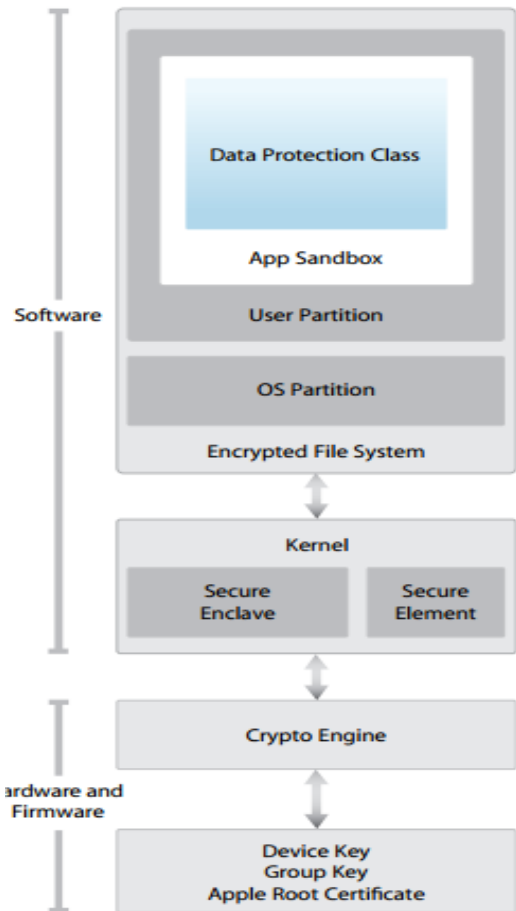 Data Protection Class
App Sandbox
User Partition
OS Partition
Encrypted File System
Software
Kernel
Secure
Enclave
Secure
Element
Crypto Engine
ardware and
Firmware
Device Key
Group Key
Apple Root Certificate